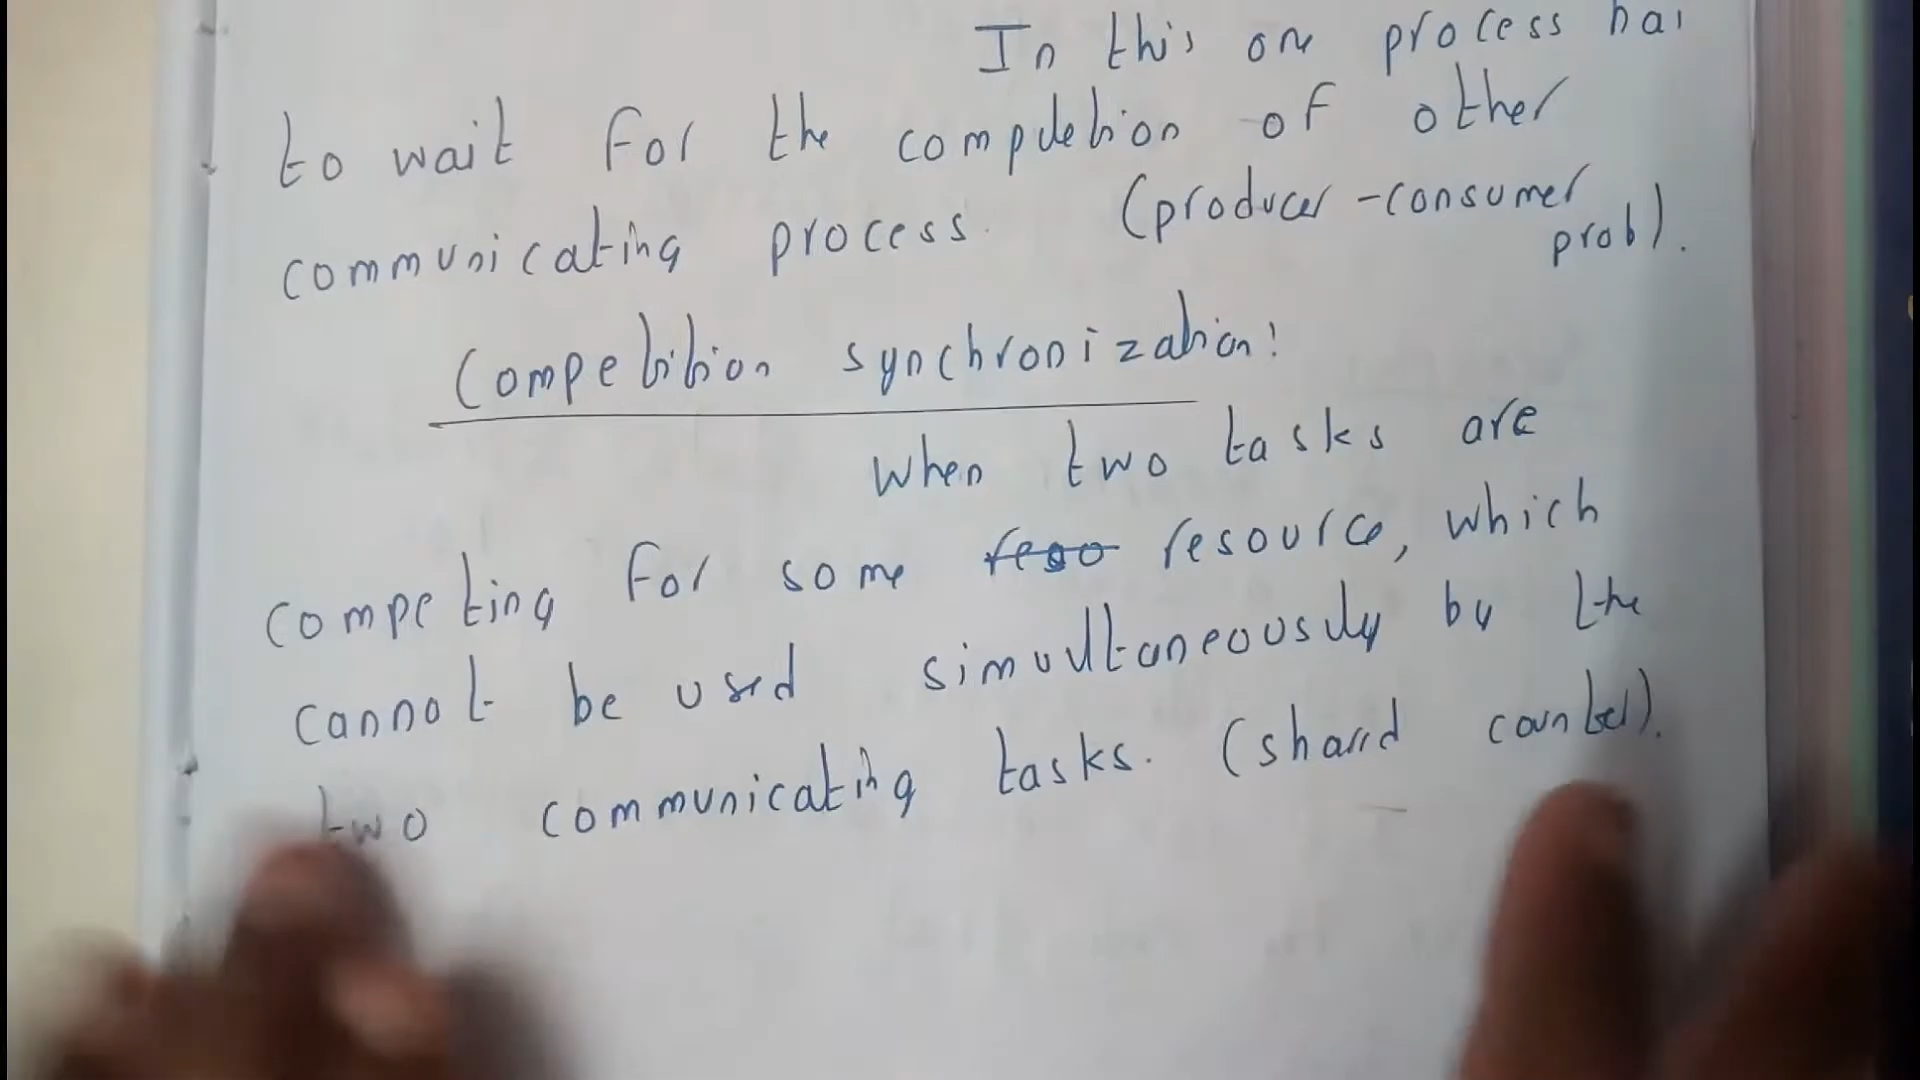 In this one process has
to wait for the completion of other
communicating process. (producer-consumer
prob).
Competition synchronization:
when two tasks are
competing for some reso resource, which
cannot be used simultaneously by the
two communicating tasks. (shared counter).